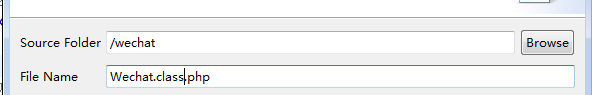 Source Folder /wechat Browse
File Name Wechat.class.php